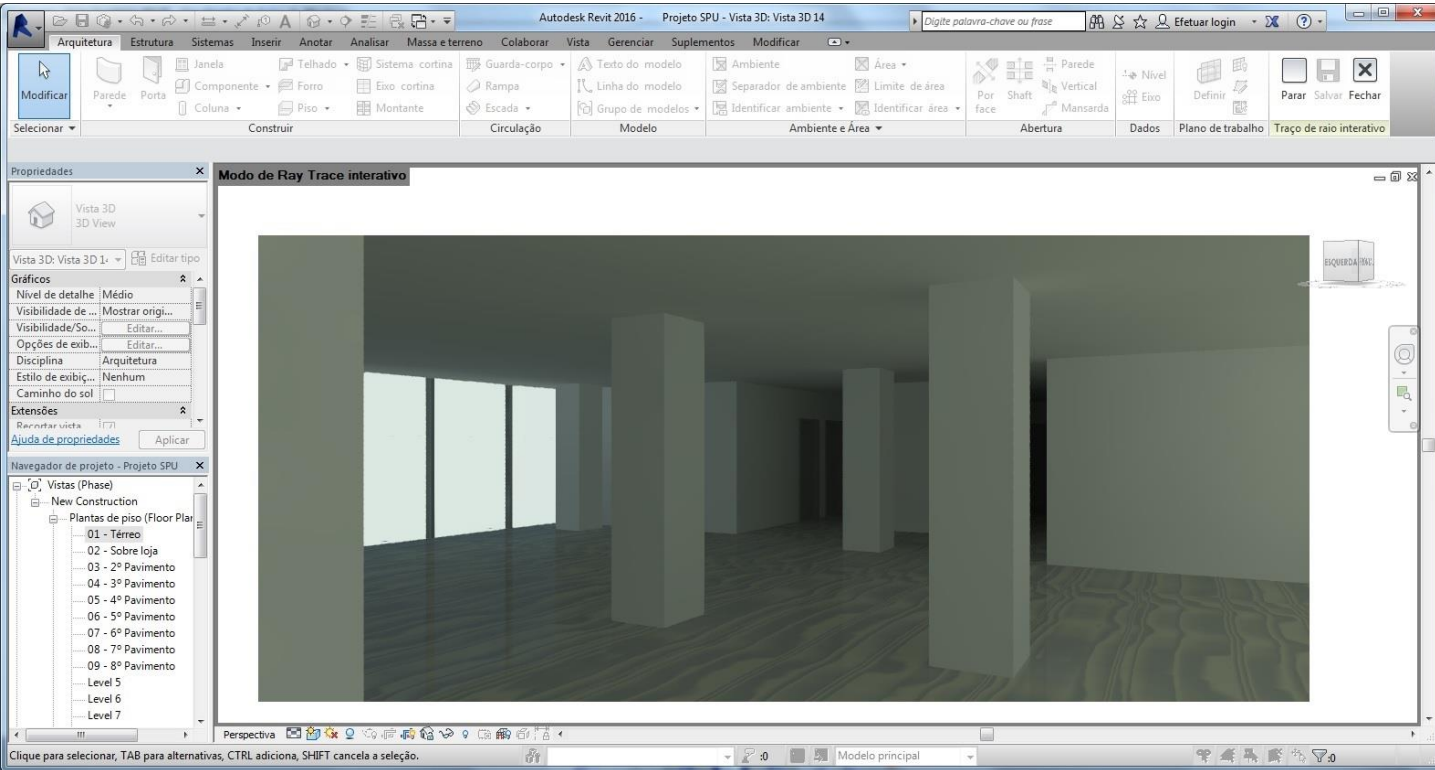 Autodesk Revit 2016 - Projeto SPU - Vista 3D: Vista 3D 14
Digite palavra-chave ou frase
Efetuar login
Arquitetura Estrutura Sistemas Inserir Anotar Analisar Massa e terreno Colaborar Vista Gerenciar Suplementos Modificar
Janela Telhado Sistema cortina Guarda-corpo Texto do modelo Ambiente Área Parede Nível
Componente Forro Eixo cortina Rampa Linha do modelo Separador de ambiente Limite de área Vertical Eixo
Modificar Parede Porta Por face Shaft Definir Parar Salvar Fechar
Coluna Piso Montante Escada Grupo de modelos Identificar ambiente Identificar área Mansarda
Selecionar Construir Circulação Modelo Ambiente e Área Abertura Dados Plano de trabalho Traço de raio interativo
Propriedades
Vista 3D
3D View
Vista 3D: Vista 3D 1 Editar tipo
Gráficos
Nível de detalhe Médio
Visibilidade de ... Mostrar origi...
Visibilidade/So... Editar...
Opções de exib... Editar...
Disciplina Arquitetura
Estilo de exibiç... Nenhum
Caminho do sol
Extensões
Recortar vista
Ajuda de propriedades Aplicar
Navegador de projeto - Projeto SPU
Vistas (Phase)
New Construction
Plantas de piso (Floor Plan
01 - Térreo
02 - Sobre loja
03 - 2º Pavimento
04 - 3º Pavimento
05 - 4º Pavimento
06 - 5º Pavimento
07 - 6º Pavimento
08 - 7º Pavimento
09 - 8º Pavimento
Level 5
Level 6
Level 7
Modo de Ray Trace interativo
ESQUERDA
Perspectiva
Clique para selecionar, TAB para alternativas, CTRL adiciona, SHIFT cancela a seleção.
:0
Modelo principal
:0